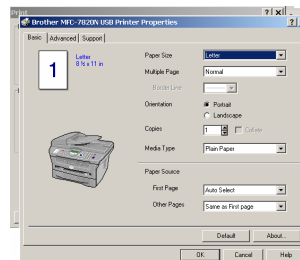 Print
Brother MFC-7820N USB Printer Properties
Basic Advanced Support
1
Letter
8 ½ x 11 in
Paper Size Letter
Multiple Page Normal
Border Line
Orientation Portrait
Landscape
Copies 1 Collate
Media Type Plain Paper
Paper Source
First Page Auto Select
Other Pages Same as First page
Default About...
OK Cancel Help